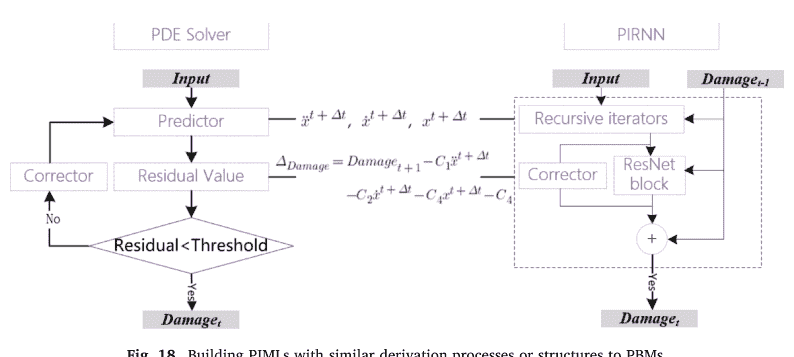 PDE Solver
PIRNN
Input
Input
Damage_{t-1}
Predictor
ẍ^{t + Δt}, ẋ^{t + Δt}, x^{t + Δt}
Recursive iterators
Corrector
Residual Value
Δ_{Damage} = Damage_{t+1} − C_1ẍ^{t + Δt}
−C_2ẋ^{t + Δt} − C_4x^{t + Δt} − C_4
Corrector
ResNet
block
No
Residual<Threshold
+
Yes
Yes
Damage_t
Damage_t
Fig. 18. Building PIMLs with similar derivation processes or structures to PBMs